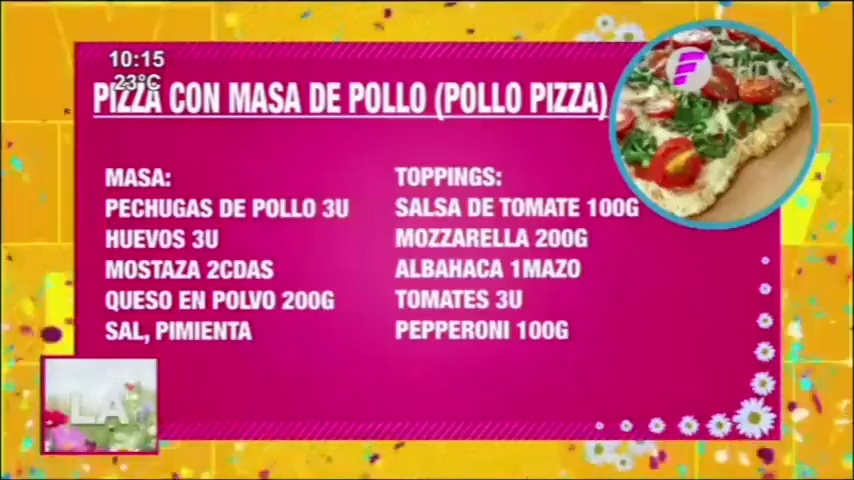 10:15
23°C
PIZZA CON MASA DE POLLO (POLLO PIZZA)
HD
MASA:
PECHUGAS DE POLLO 3U
HUEVOS 3U
MOSTAZA 2CDAS
QUESO EN POLVO 200G
SAL, PIMIENTA
TOPPINGS:
SALSA DE TOMATE 100G
MOZZARELLA 200G
ALBAHACA 1MAZO
TOMATES 3U
PEPPERONI 100G
LA